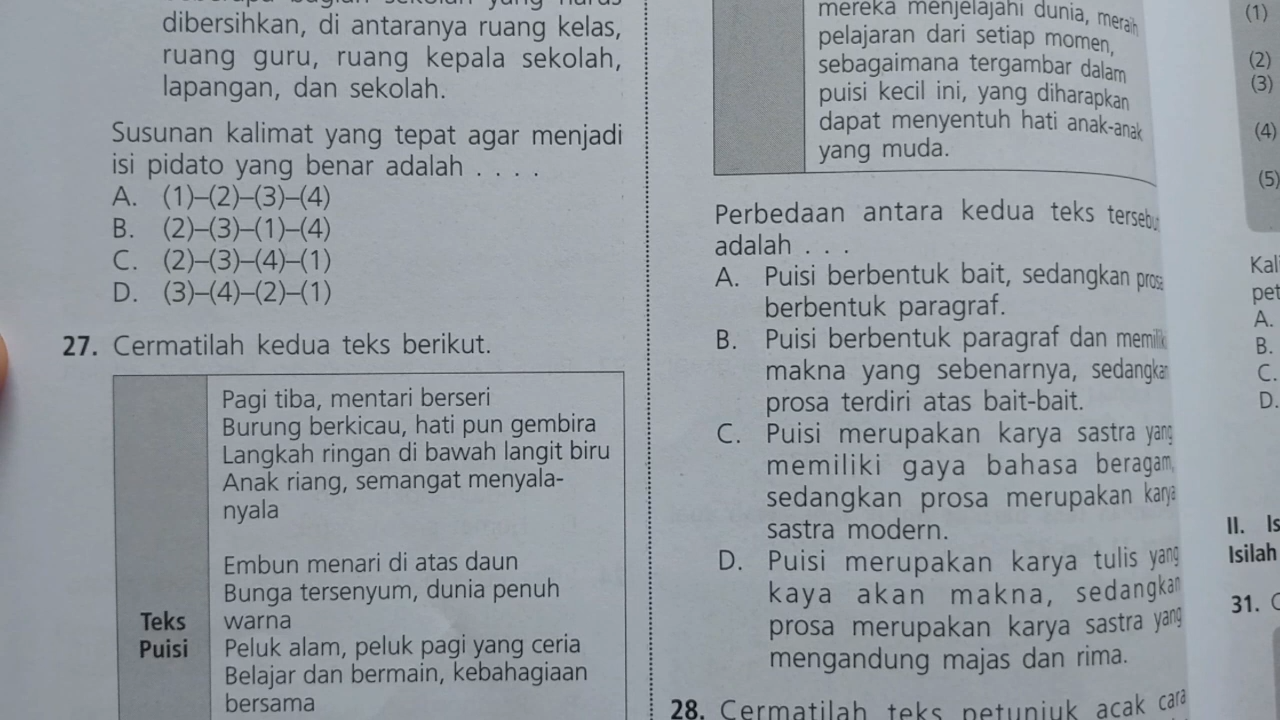 dibersihkan, di antaranya ruang kelas,
ruang guru, ruang kepala sekolah,
lapangan, dan sekolah.
Susunan kalimat yang tepat agar menjadi
isi pidato yang benar adalah . . . .
A. (1)–(2)–(3)–(4)
B. (2)–(3)–(1)–(4)
C. (2)–(3)–(4)–(1)
D. (3)–(4)–(2)–(1)
27. Cermatilah kedua teks berikut.
Teks
Puisi
Pagi tiba, mentari berseri
Burung berkicau, hati pun gembira
Langkah ringan di bawah langit biru
Anak riang, semangat menyala-
nyala
Embun menari di atas daun
Bunga tersenyum, dunia penuh
warna
Peluk alam, peluk pagi yang ceria
Belajar dan bermain, kebahagiaan
bersama
mereka menjelajahi dunia, meraih
pelajaran dari setiap momen,
sebagaimana tergambar dalam
puisi kecil ini, yang diharapkan
dapat menyentuh hati anak-anak
yang muda.
Perbedaan antara kedua teks
adalah . . .
A. Puisi berbentuk bait, sedangkan prosa
berbentuk paragraf.
B. Puisi berbentuk paragraf dan
makna yang sebenarnya,
prosa terdiri atas bait-bait.
C. Puisi merupakan karya sastra yang
memiliki gaya bahasa beragam,
sedangkan prosa merupakan karya
sastra modern.
D. Puisi merupakan karya tulis yang
kaya akan makna, sedangkan
prosa merupakan karya sastra yang
mengandung majas dan rima.
28. Cermatilah teks petunjuk acak cara
(1)
(2)
(3)
(4)
(5)
A.
B.
C.
D.
II.
Isilah
31.